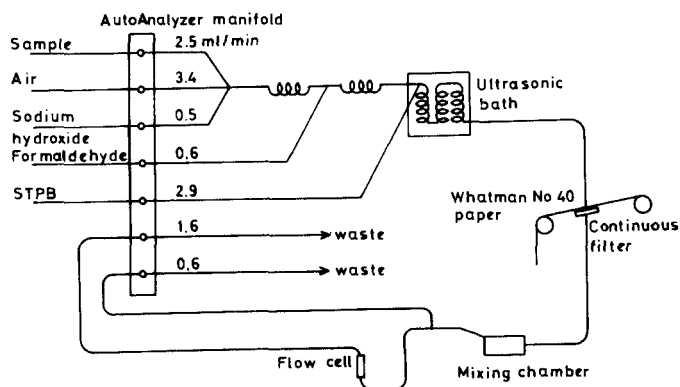 AutoAnalyzer manifold
Sample
2.5 ml/min
Air
3.4
Sodium
hydroxide
0.5
Formaldehyde
0,6
STPB
2.9
1,6
waste
0.6
waste
Ultrasonic
bath
Whatman No 40
paper
Continuous
filter
Flow cell
Mixing chamber